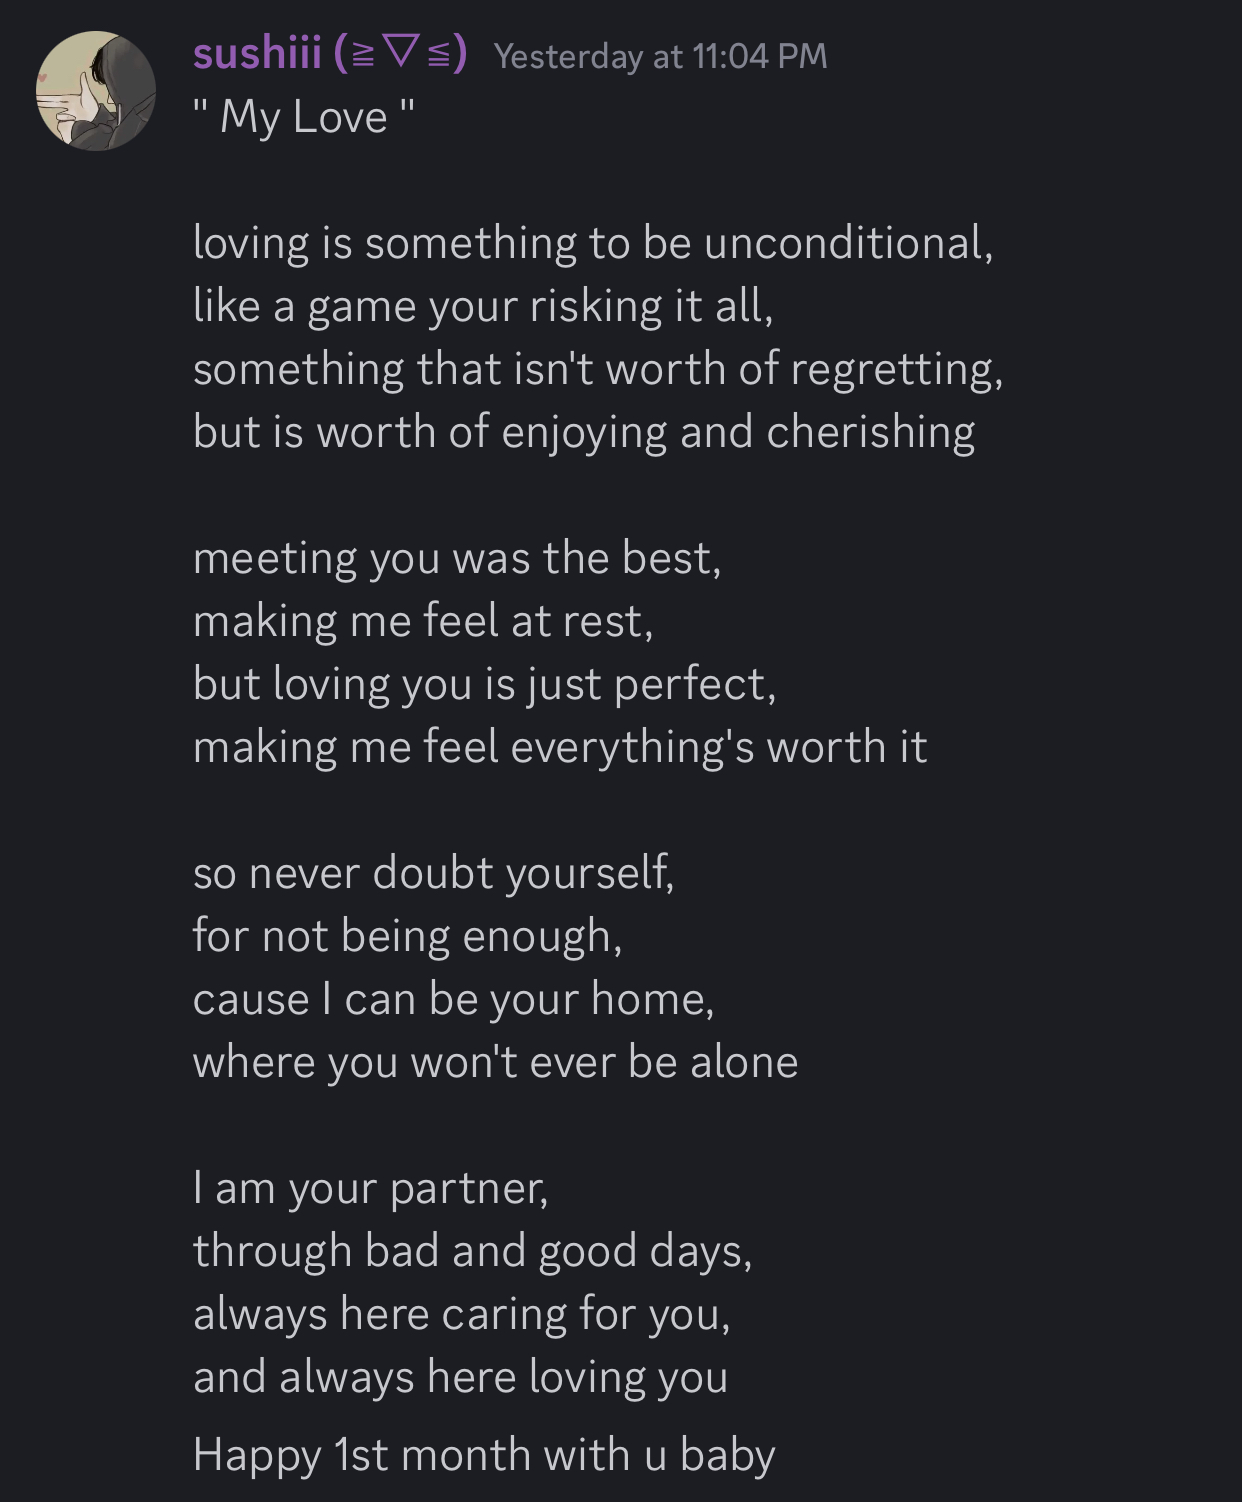 sushiii (≧▽≦) Yesterday at 11:04 PM
" My Love "
loving is something to be unconditional,
like a game your risking it all,
something that isn't worth of regretting,
but is worth of enjoying and cherishing
meeting you was the best,
making me feel at rest,
but loving you is just perfect,
making me feel everything's worth it
so never doubt yourself,
for not being enough,
cause I can be your home,
where you won't ever be alone
I am your partner,
through bad and good days,
always here caring for you,
and always here loving you
Happy 1st month with u baby